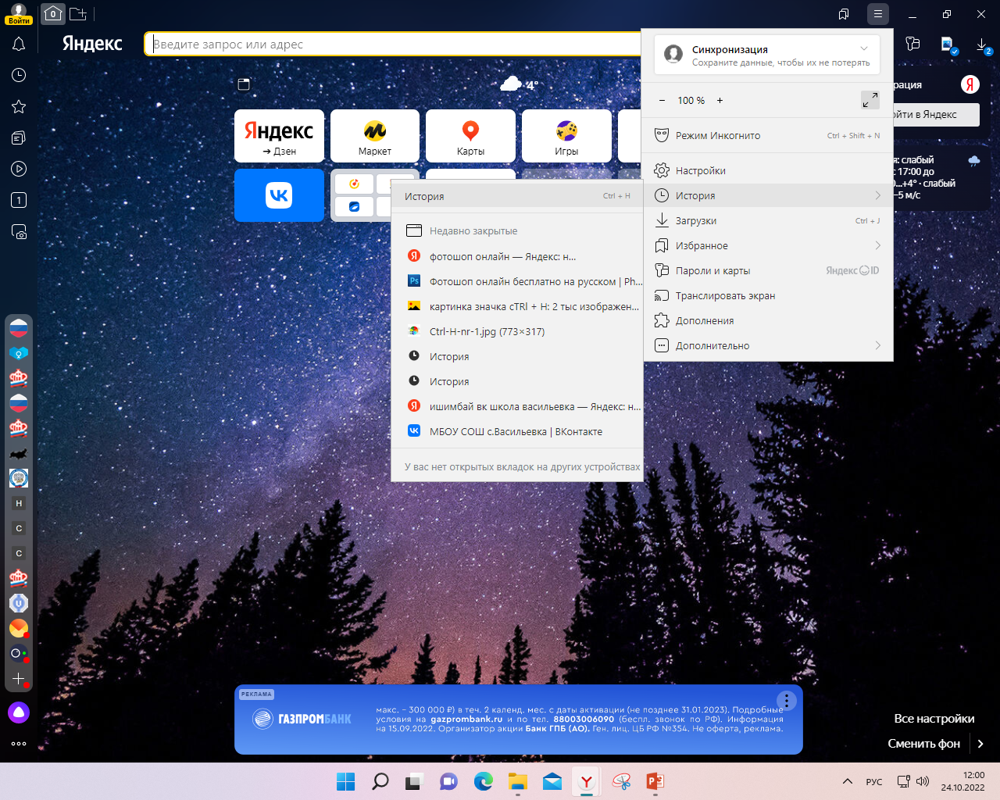 Войти
0
Яндекс
Введите запрос или адрес
2
4°
Яндекс
→ Дзен
Маркет
Карты
Игры
1
Синхронизация
Сохраните данные, чтобы их не потерять
− 100 % +
Режим Инкогнито Ctrl + Shift + N
Настройки
История
Загрузки Ctrl + J
Избранное
Пароли и карты Яндекс ID
Транслировать экран
Дополнения
Дополнительно
История Ctrl + H
Недавно закрытые
фотошоп онлайн — Яндекс: н...
Ps Фотошоп онлайн бесплатно на русском | Ph...
картинка значка cTRl + H: 2 тыс изображен...
Ctrl-H-nr-1.jpg (773×317)
История
История
Я ишимбай вк школа васильевка — Яндекс: н...
МБОУ СОШ с.Васильевка | ВКонтакте
У вас нет открытых вкладок на других устройствах
рация
Я
ойти в Яндекс
я: слабый
с 17:00 до
0...+4° · слабый
–5 м/с
Н
С
С
РЕКЛАМА
ГАЗПРОМБАНК
макс. – 300 000 ₽) в теч. 2 календ. мес. с даты активации (не позднее 31.01.2023). Подробные
условия на gazprombank.ru и по тел. 88003006090 (беспл. звонок по РФ). Информация
на 15.09.2022. Организатор акции Банк ГПБ (АО). Ген. лиц. ЦБ РФ №354. Не оферта, реклама.
Все настройки
Сменить фон
РУС
12:00
24.10.2022